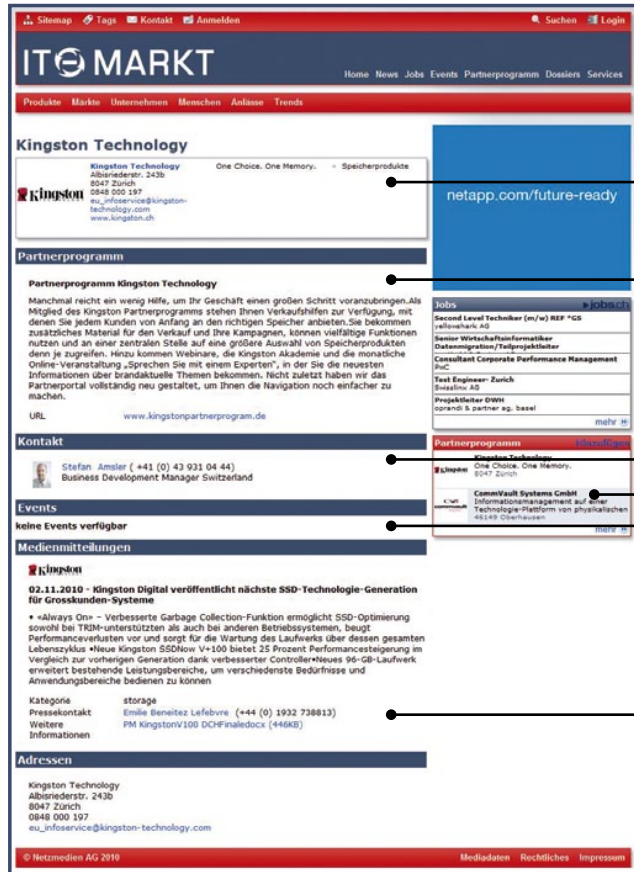 Sitemap Tags Kontakt Anmelden Suchen Login
IT MARKT
Home News Jobs Events Partnerprogramm Dossiers Services
Produkte Märkte Unternehmen Menschen Anlässe Trends
Kingston Technology
Kingston
Kingston Technology
Albisriederstr. 243b
8047 Zürich
0848 000 197
eu_infoservice@kingston-
technology.com
www.kingston.ch
One Choice. One Memory.
Speicherprodukte
netapp.com/future-ready
Partnerprogramm
Partnerprogramm Kingston Technology
Manchmal reicht ein wenig Hilfe, um Ihr Geschäft einen großen Schritt voranzubringen.Als
Mitglied des Kingston Partnerprogramms stehen Ihnen Verkaufshilfen zur Verfügung, mit
denen Sie jedem Kunden von Anfang an den richtigen Speicher anbieten.Sie bekommen
zusätzliches Material für den Verkauf und Ihre Kampagnen, können vielfältige Funktionen
nutzen und an einer zentralen Stelle auf eine größere Auswahl von Speicherprodukten
denn je zugreifen. Hinzu kommen Webinare, die Kingston Akademie und die monatliche
Online-Veranstaltung „Sprechen Sie mit einem Experten", in der Sie die neuesten
Informationen über brandaktuelle Themen bekommen. Nicht zuletzt haben wir das
Partnerportal vollständig neu gestaltet, um Ihnen die Navigation noch einfacher zu
machen.
URL www.kingstonpartnerprogram.de
Kontakt
Stefan Amsler ( +41 (0) 43 931 04 44)
Business Development Manager Switzerland
Events
keine Events verfügbar
Medienmitteilungen
Kingston
02.11.2010 - Kingston Digital veröffentlicht nächste SSD-Technologie-Generation
für Grosskunden-Systeme
• «Always On» – Verbesserte Garbage Collection-Funktion ermöglicht SSD-Optimierung
sowohl bei TRIM-unterstützten als auch bei anderen Betriebssystemen, beugt
Performanceverlusten vor und sorgt für die Wartung des Laufwerks über dessen gesamten
Lebenszyklus •Neue Kingston SSDNow V+100 bietet 25 Prozent Performancesteigerung im
Vergleich zur vorherigen Generation dank verbesserter Controller•Neues 96-GB-Laufwerk
erweitert bestehende Leistungsbereiche, um verschiedenste Bedürfnisse und
Anwendungsbereiche bedienen zu können
Kategorie storage
Pressekontakt Emilie Beneitez Lefebvre (+44 (0) 1932 738813)
Weitere PM KingstonV100 DCHFinaledocx (446KB)
Informationen
Adressen
Kingston Technology
Albisriederstr. 243b
8047 Zürich
0848 000 197
eu_infoservice@kingston-technology.com
Jobs jobs.ch
Second Level Techniker (m/w) REF *GS
yellowshark AG
Senior Wirtschaftsinformatiker
Datenmigration/Teilprojektleiter
Consultant Corporate Performance Management
PwC
Test Engineer- Zurich
Swisslinx AG
Projektleiter DWH
oprandi & partner ag, basel
mehr
Partnerprogramm Hinzufügen
Kingston
Kingston Technology
One Choice. One Memory.
8047 Zürich
commvault
CommVault Systems GmbH
Informationsmanagement auf einer
Technologie-Plattform von physikalischen
46149 Oberhausen
mehr
© Netzmedien AG 2010 Mediadaten Rechtliches Impressum